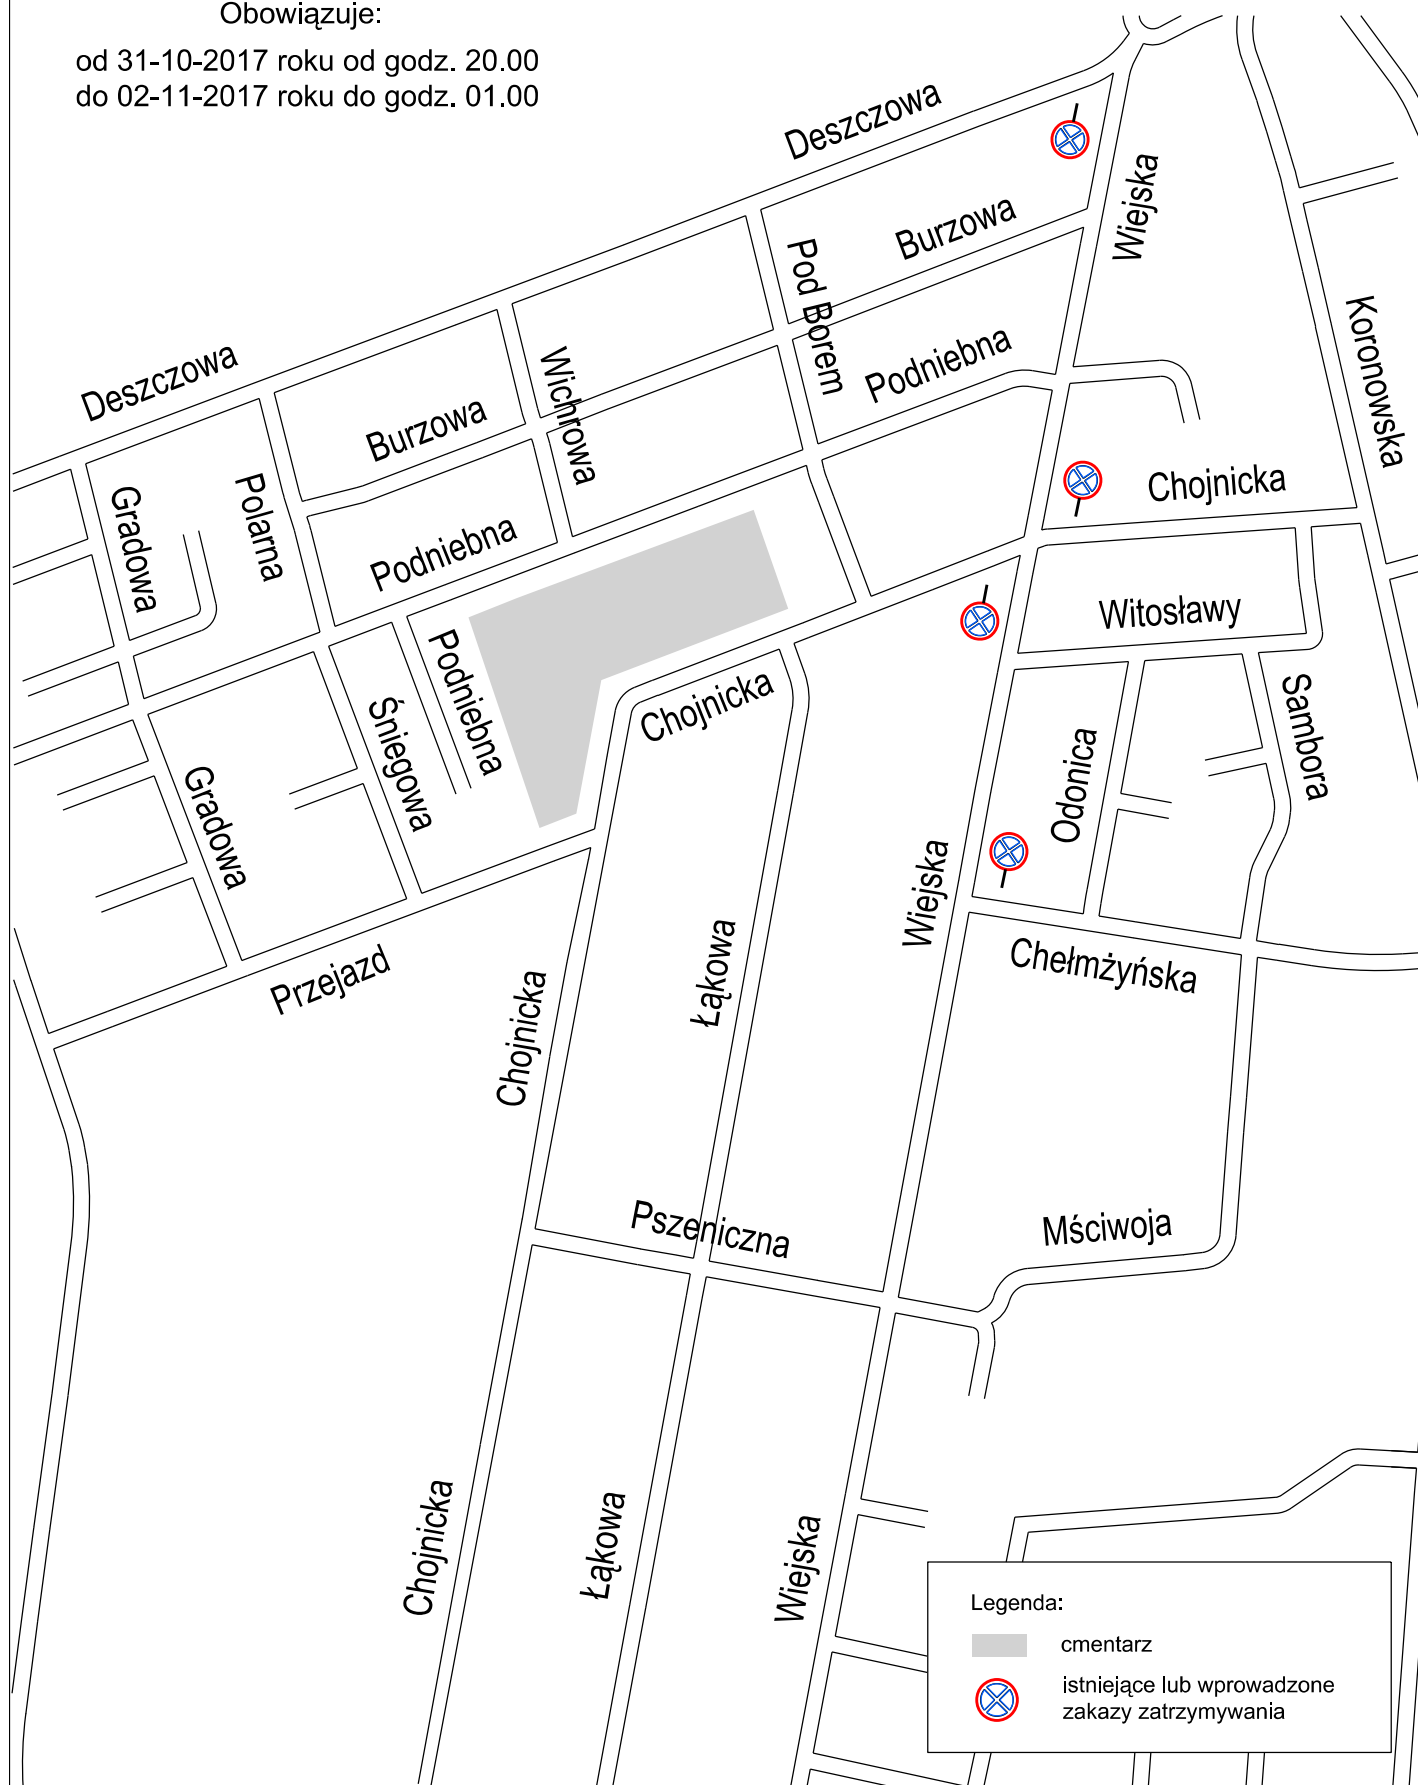 Obowiązuje:
od 31-10-2017 roku od godz. 20.00
do 02-11-2017 roku do godz. 01.00
Deszczowa
Wiejska
Burzowa
Pod Borem
Koronowska
Podniebna
Deszczowa
Wichrowa
Burzowa
Chojnicka
Polarna
Gradowa
Podniebna
Witosławy
Podniebna
Chojnicka
Sambora
Śniegowa
Odonica
Gradowa
Wiejska
Łąkowa
Chełmżyńska
Przejazd
Chojnicka
Pszeniczna
Mściwoja
Chojnicka
Łąkowa
Wiejska
Legenda:
cmentarz
istniejące lub wprowadzone
zakazy zatrzymywania